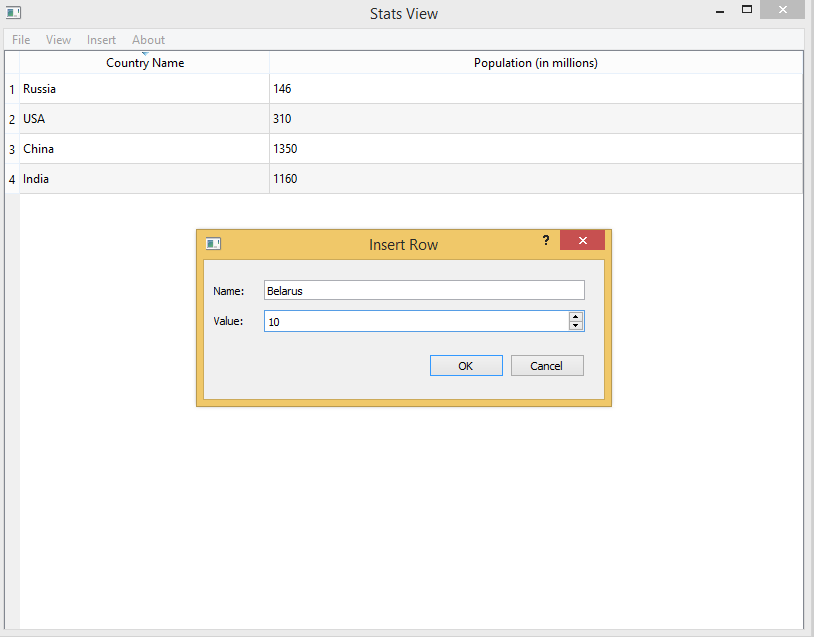 Stats View
File View Insert About
Country Name Population (in millions)
1 Russia 146
2 USA 310
3 China 1350
4 India 1160
Insert Row ?
Name: Belarus
Value: 10
OK Cancel